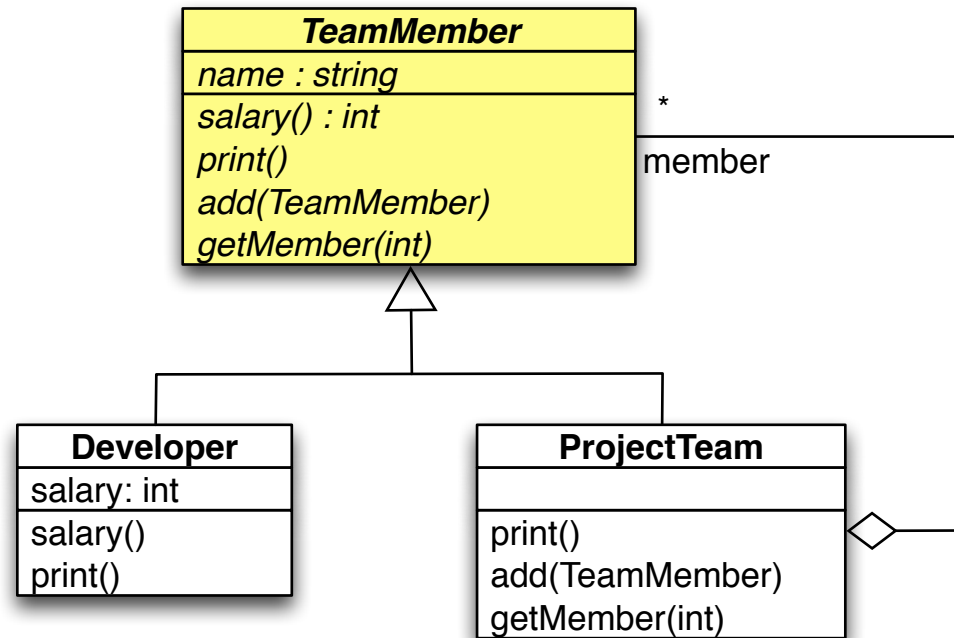 TeamMember
name : string
salary() : int
print()
add(TeamMember)
getMember(int)
*
member
Developer
salary: int
salary()
print()
ProjectTeam
print()
add(TeamMember)
getMember(int)